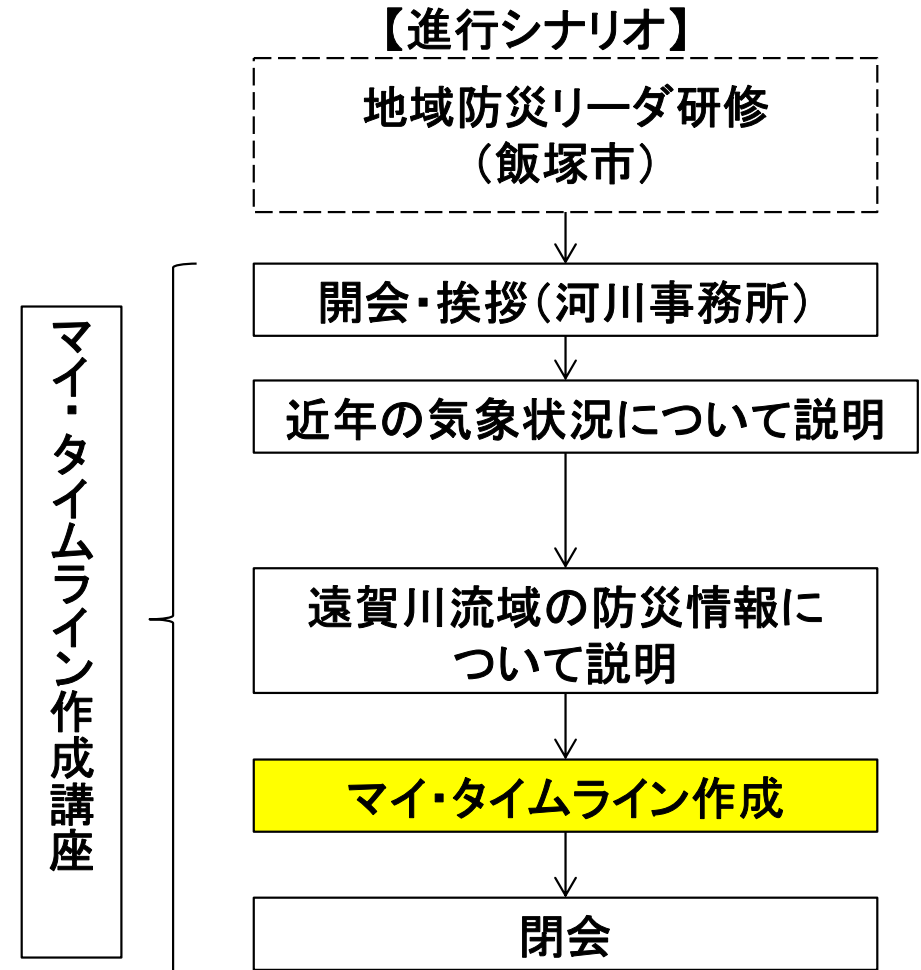 【進行シナリオ】
地域防災リーダ研修
（飯塚市）
開会・挨拶（河川事務所）
近年の気象状況について説明
遠賀川流域の防災情報に
ついて説明
マイ・タイムライン作成
閉会
マイ・タイムライン作成講座